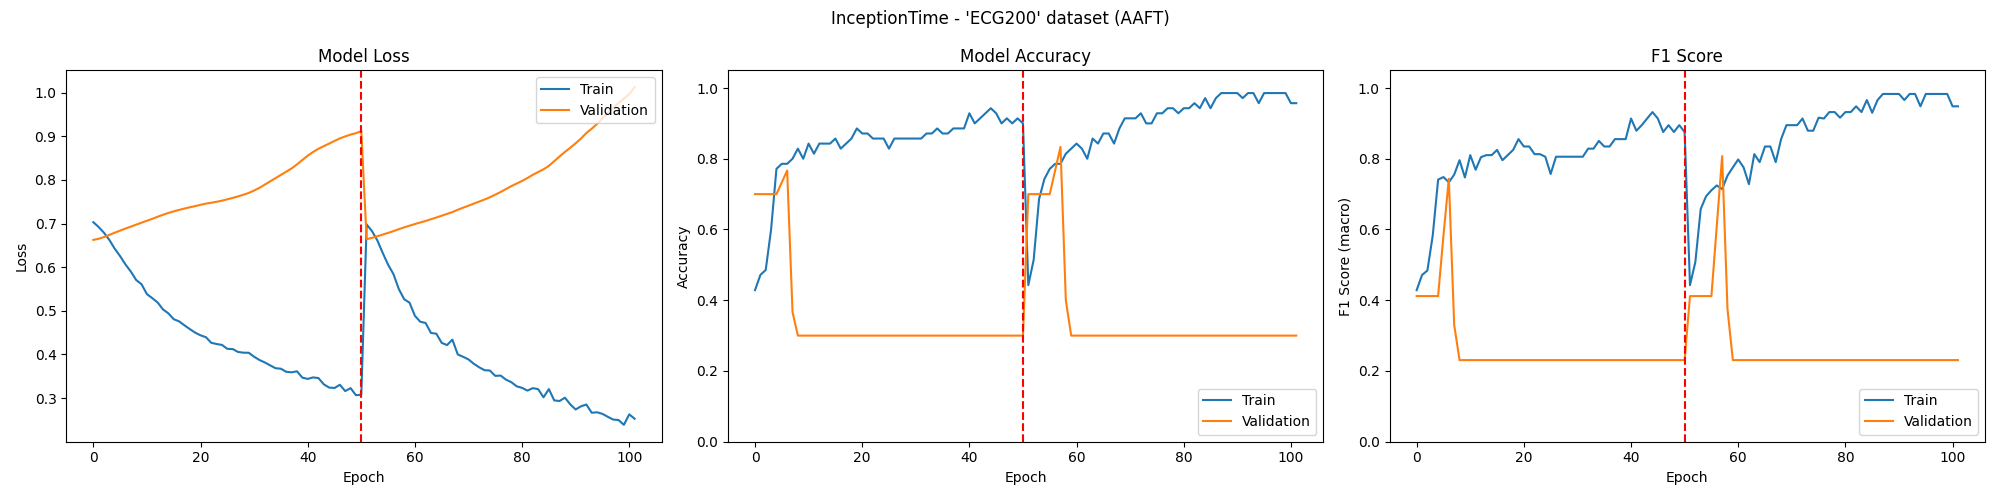 InceptionTime - 'ECG200' dataset (AAFT)
Model Loss
Loss
1.0
0.9
0.8
0.7
0.6
0.5
0.4
0.3
0
20
40
60
80
100
Epoch
Train
Validation
Model Accuracy
Accuracy
1.0
0.8
0.6
0.4
0.2
0.0
0
20
40
60
80
100
Epoch
Train
Validation
F1 Score
F1 Score (macro)
1.0
0.8
0.6
0.4
0.2
0.0
0
20
40
60
80
100
Epoch
Train
Validation